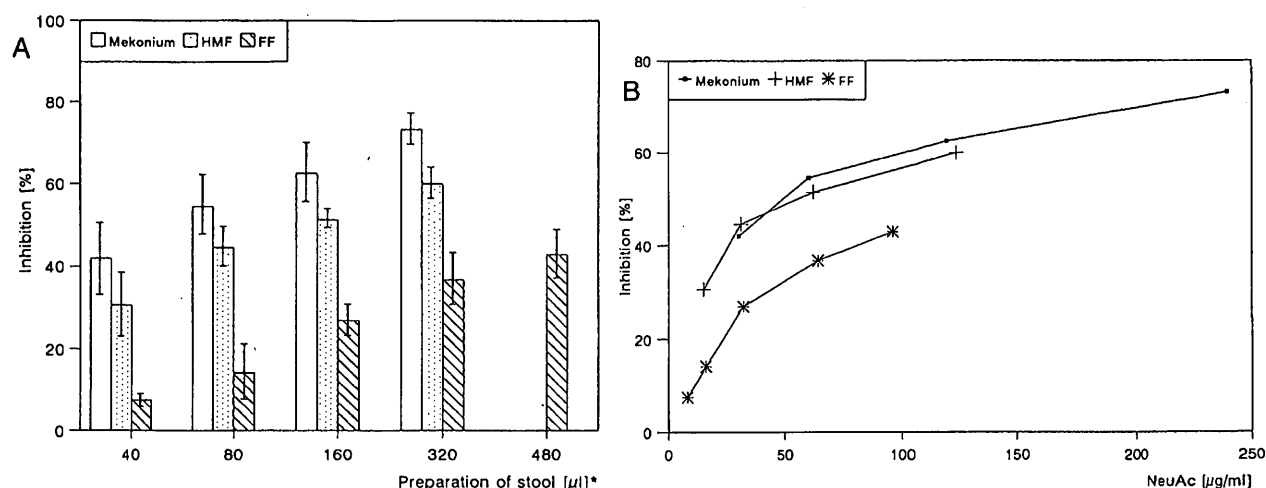 A
Mekonium HMF FF
100
80
60
40
20
0
Inhibition [%]
40 80 160 320 480
Preparation of stool [µl]*
B
Mekonium HMF FF
80
60
40
20
0
Inhibition [%]
0 50 100 150 200 250
NeuAc [µg/ml]